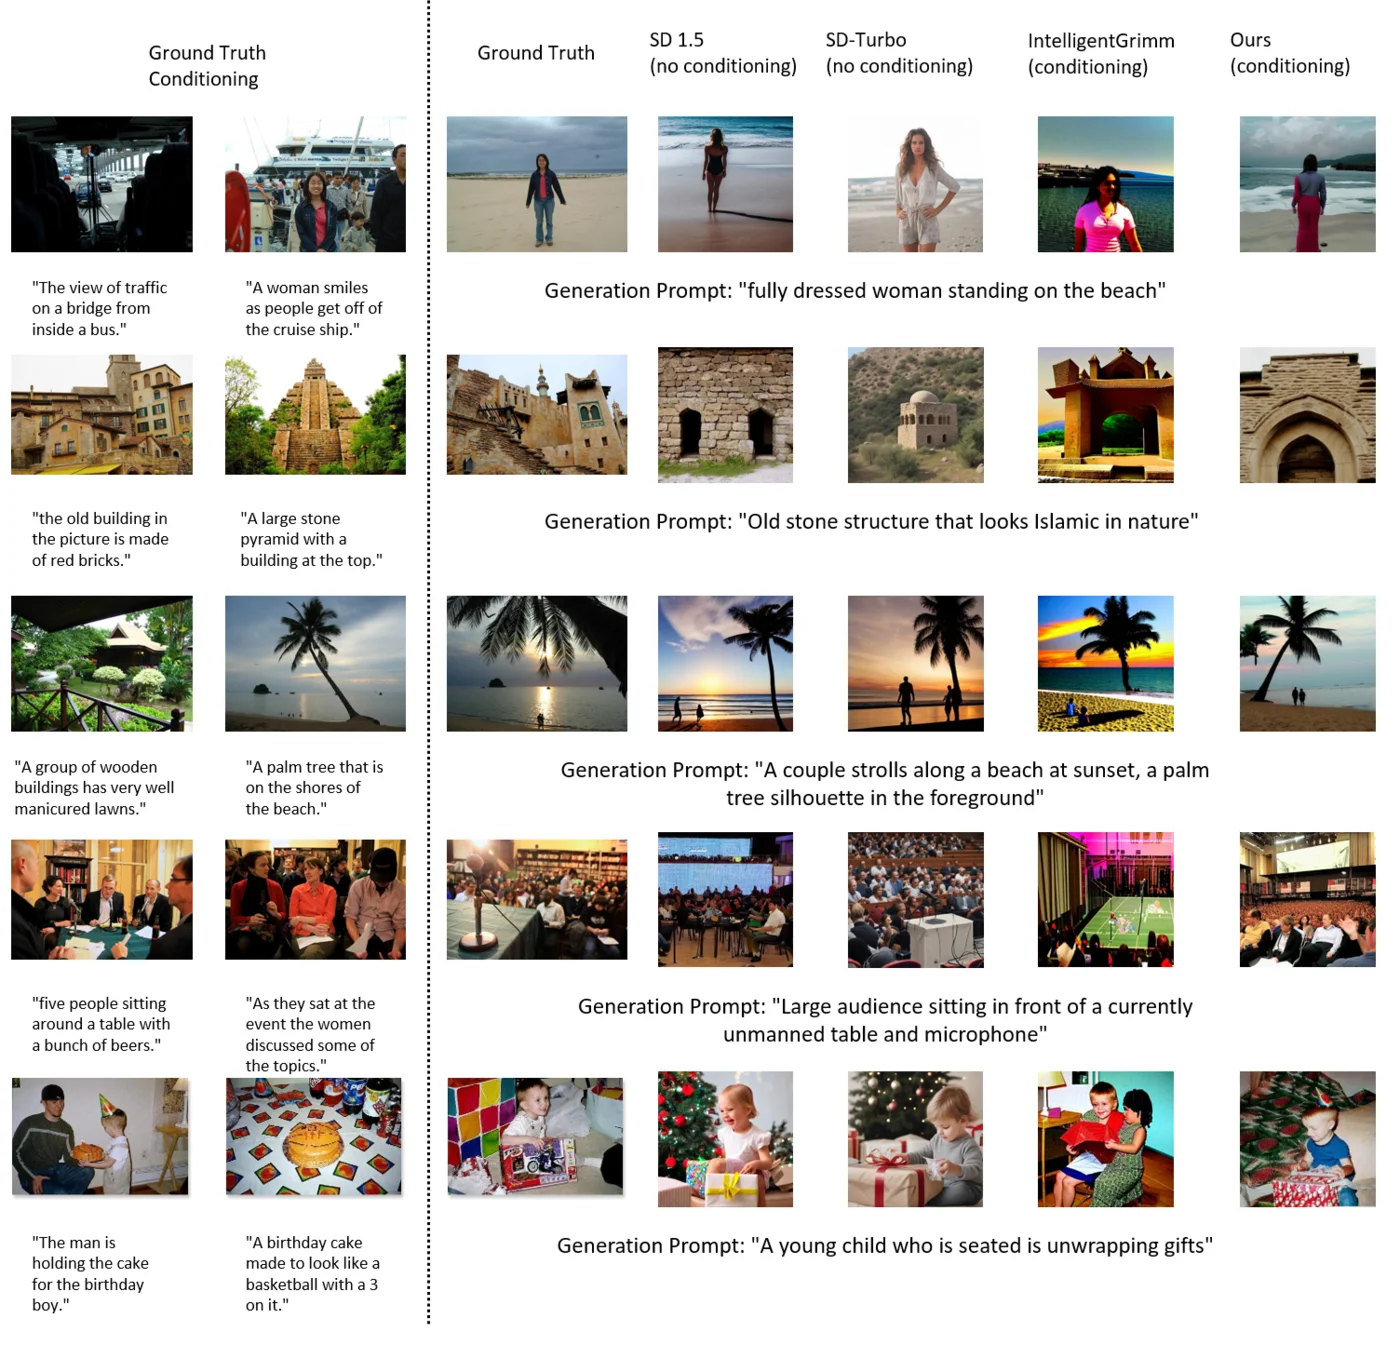 Ground Truth
Conditioning
Ground Truth
SD 1.5
(no conditioning)
SD-Turbo
(no conditioning)
IntelligentGrimm
(conditioning)
Ours
(conditioning)
"The view of traffic
on a bridge from
inside a bus."
"A woman smiles
as people get off of
the cruise ship."
Generation Prompt: "fully dressed woman standing on the beach"
"the old building in
the picture is made
of red bricks."
"A large stone
pyramid with a
building at the top."
Generation Prompt: "Old stone structure that looks Islamic in nature"
"A group of wooden
buildings has very well
manicured lawns."
"A palm tree that is
on the shores of
the beach."
Generation Prompt: "A couple strolls along a beach at sunset, a palm
tree silhouette in the foreground"
"five people sitting
around a table with
a bunch of beers."
"As they sat at the
event the women
discussed some of
the topics."
Generation Prompt: "Large audience sitting in front of a currently
unmanned table and microphone"
"The man is
holding the cake
for the birthday
boy."
"A birthday cake
made to look like a
basketball with a 3
on it."
Generation Prompt: "A young child who is seated is unwrapping gifts"